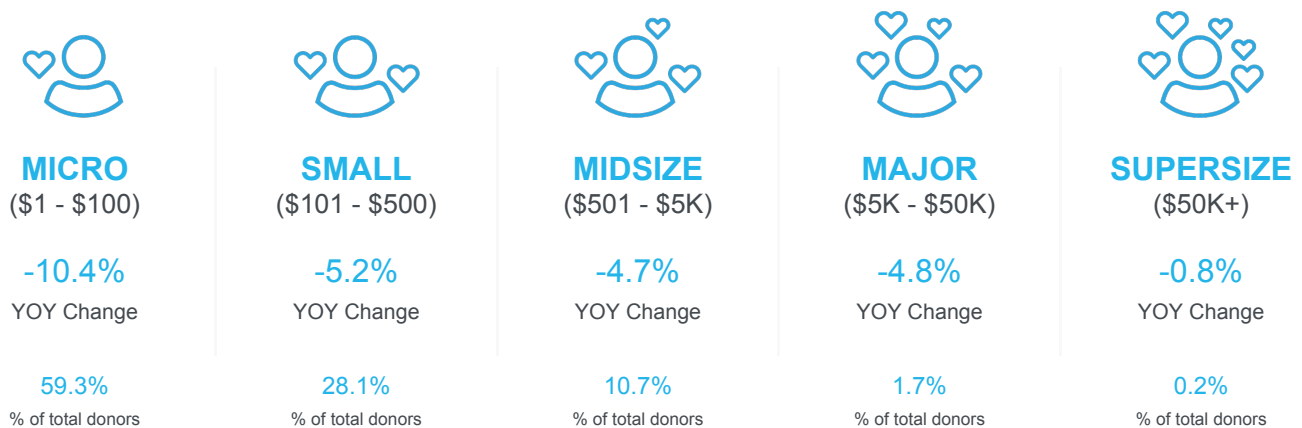 MICRO
($1 - $100)
-10.4%
YOY Change
59.3%
% of total donors
SMALL
($101 - $500)
-5.2%
YOY Change
28.1%
% of total donors
MIDSIZE
($501 - $5K)
-4.7%
YOY Change
10.7%
% of total donors
MAJOR
($5K - $50K)
-4.8%
YOY Change
1.7%
% of total donors
SUPERSIZE
($50K+)
-0.8%
YOY Change
0.2%
% of total donors